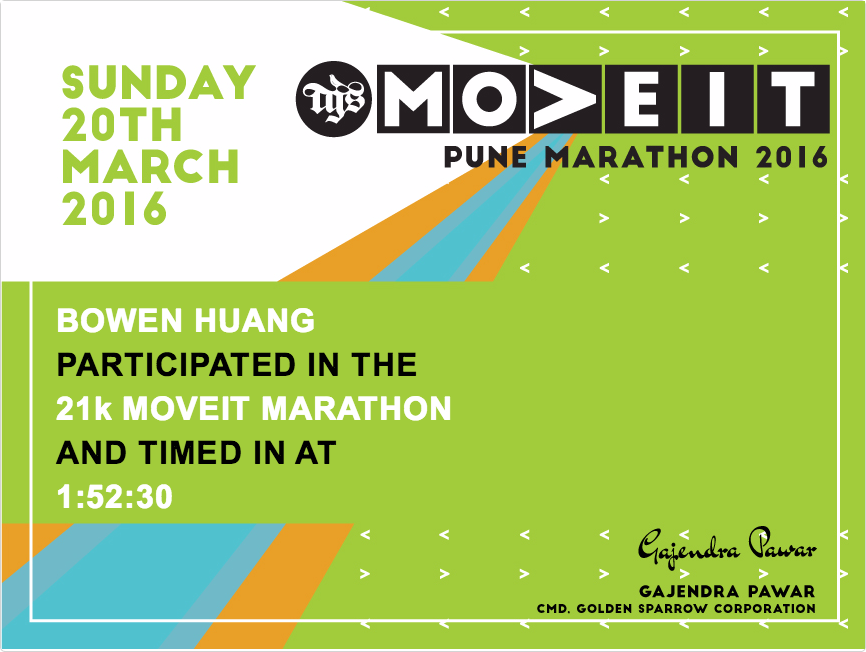 SUNDAY
20TH
MARCH
2016
tgs
MOVEIT
PUNE MARATHON 2016
BOWEN HUANG
PARTICIPATED IN THE
21k MOVEIT MARATHON
AND TIMED IN AT
1:52:30
Gajendra Pawar
GAJENDRA PAWAR
CMD. GOLDEN SPARROW CORPORATION